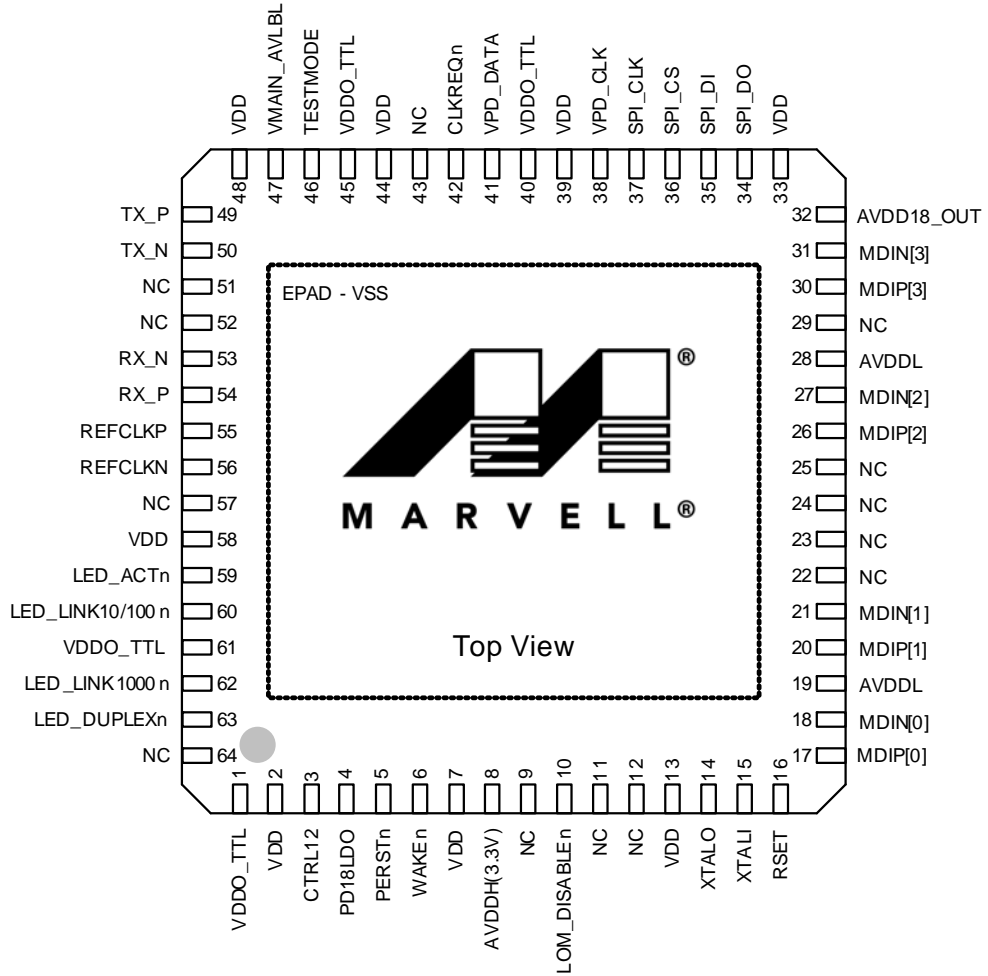 VDD
VMAIN_AVLBL
TESTMODE
VDDO_TTL
VDD
NC
CLKREQn
VPD_DATA
VDDO_TTL
VDD
VPD_CLK
SPI_CLK
SPI_CS
SPI_DI
SPI_DO
VDD
48
47
46
45
44
43
42
41
40
39
38
37
36
35
34
33
TX_P 49
TX_N 50
NC 51
NC 52
RX_N 53
RX_P 54
REFCLKP 55
REFCLKN 56
NC 57
VDD 58
LED_ACTn 59
LED_LINK10/100 n 60
VDDO_TTL 61
LED_LINK1000 n 62
LED_DUPLEXn 63
NC 64
EPAD - VSS
®
MARVELL®
Top View
32 AVDD18_OUT
31 MDIN[3]
30 MDIP[3]
29 NC
28 AVDDL
27 MDIN[2]
26 MDIP[2]
25 NC
24 NC
23 NC
22 NC
21 MDIN[1]
20 MDIP[1]
19 AVDDL
18 MDIN[0]
17 MDIP[0]
1
2
3
4
5
6
7
8
9
10
11
12
13
14
15
16
VDDO_TTL
VDD
CTRL12
PD18LDO
PERSTn
WAKEn
VDD
AVDDH(3.3V)
NC
LOM_DISABLEn
NC
NC
VDD
XTALO
XTALI
RSET